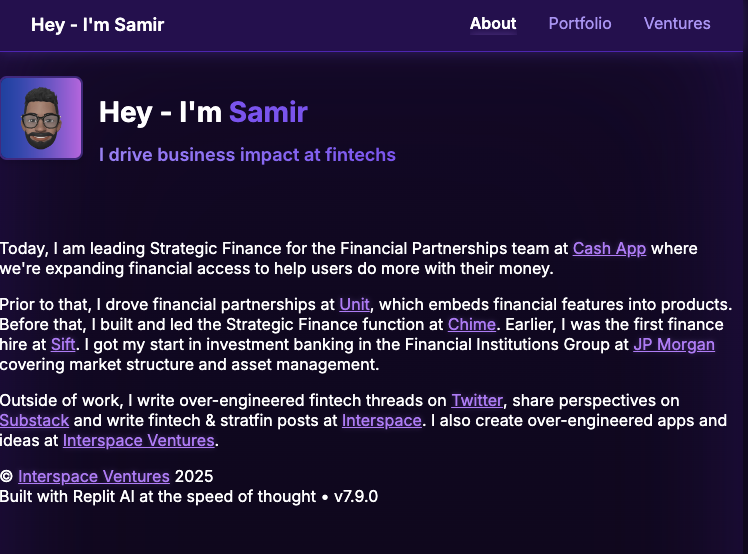 Hey - I'm Samir
About Portfolio Ventures
Hey - I'm Samir
I drive business impact at fintechs
Today, I am leading Strategic Finance for the Financial Partnerships team at Cash App where
we're expanding financial access to help users do more with their money.
Prior to that, I drove financial partnerships at Unit, which embeds financial features into products.
Before that, I built and led the Strategic Finance function at Chime. Earlier, I was the first finance
hire at Sift. I got my start in investment banking in the Financial Institutions Group at JP Morgan
covering market structure and asset management.
Outside of work, I write over-engineered fintech threads on Twitter, share perspectives on
Substack and write fintech & stratfin posts at Interspace. I also create over-engineered apps and
ideas at Interspace Ventures.
© Interspace Ventures 2025
Built with Replit AI at the speed of thought • v7.9.0